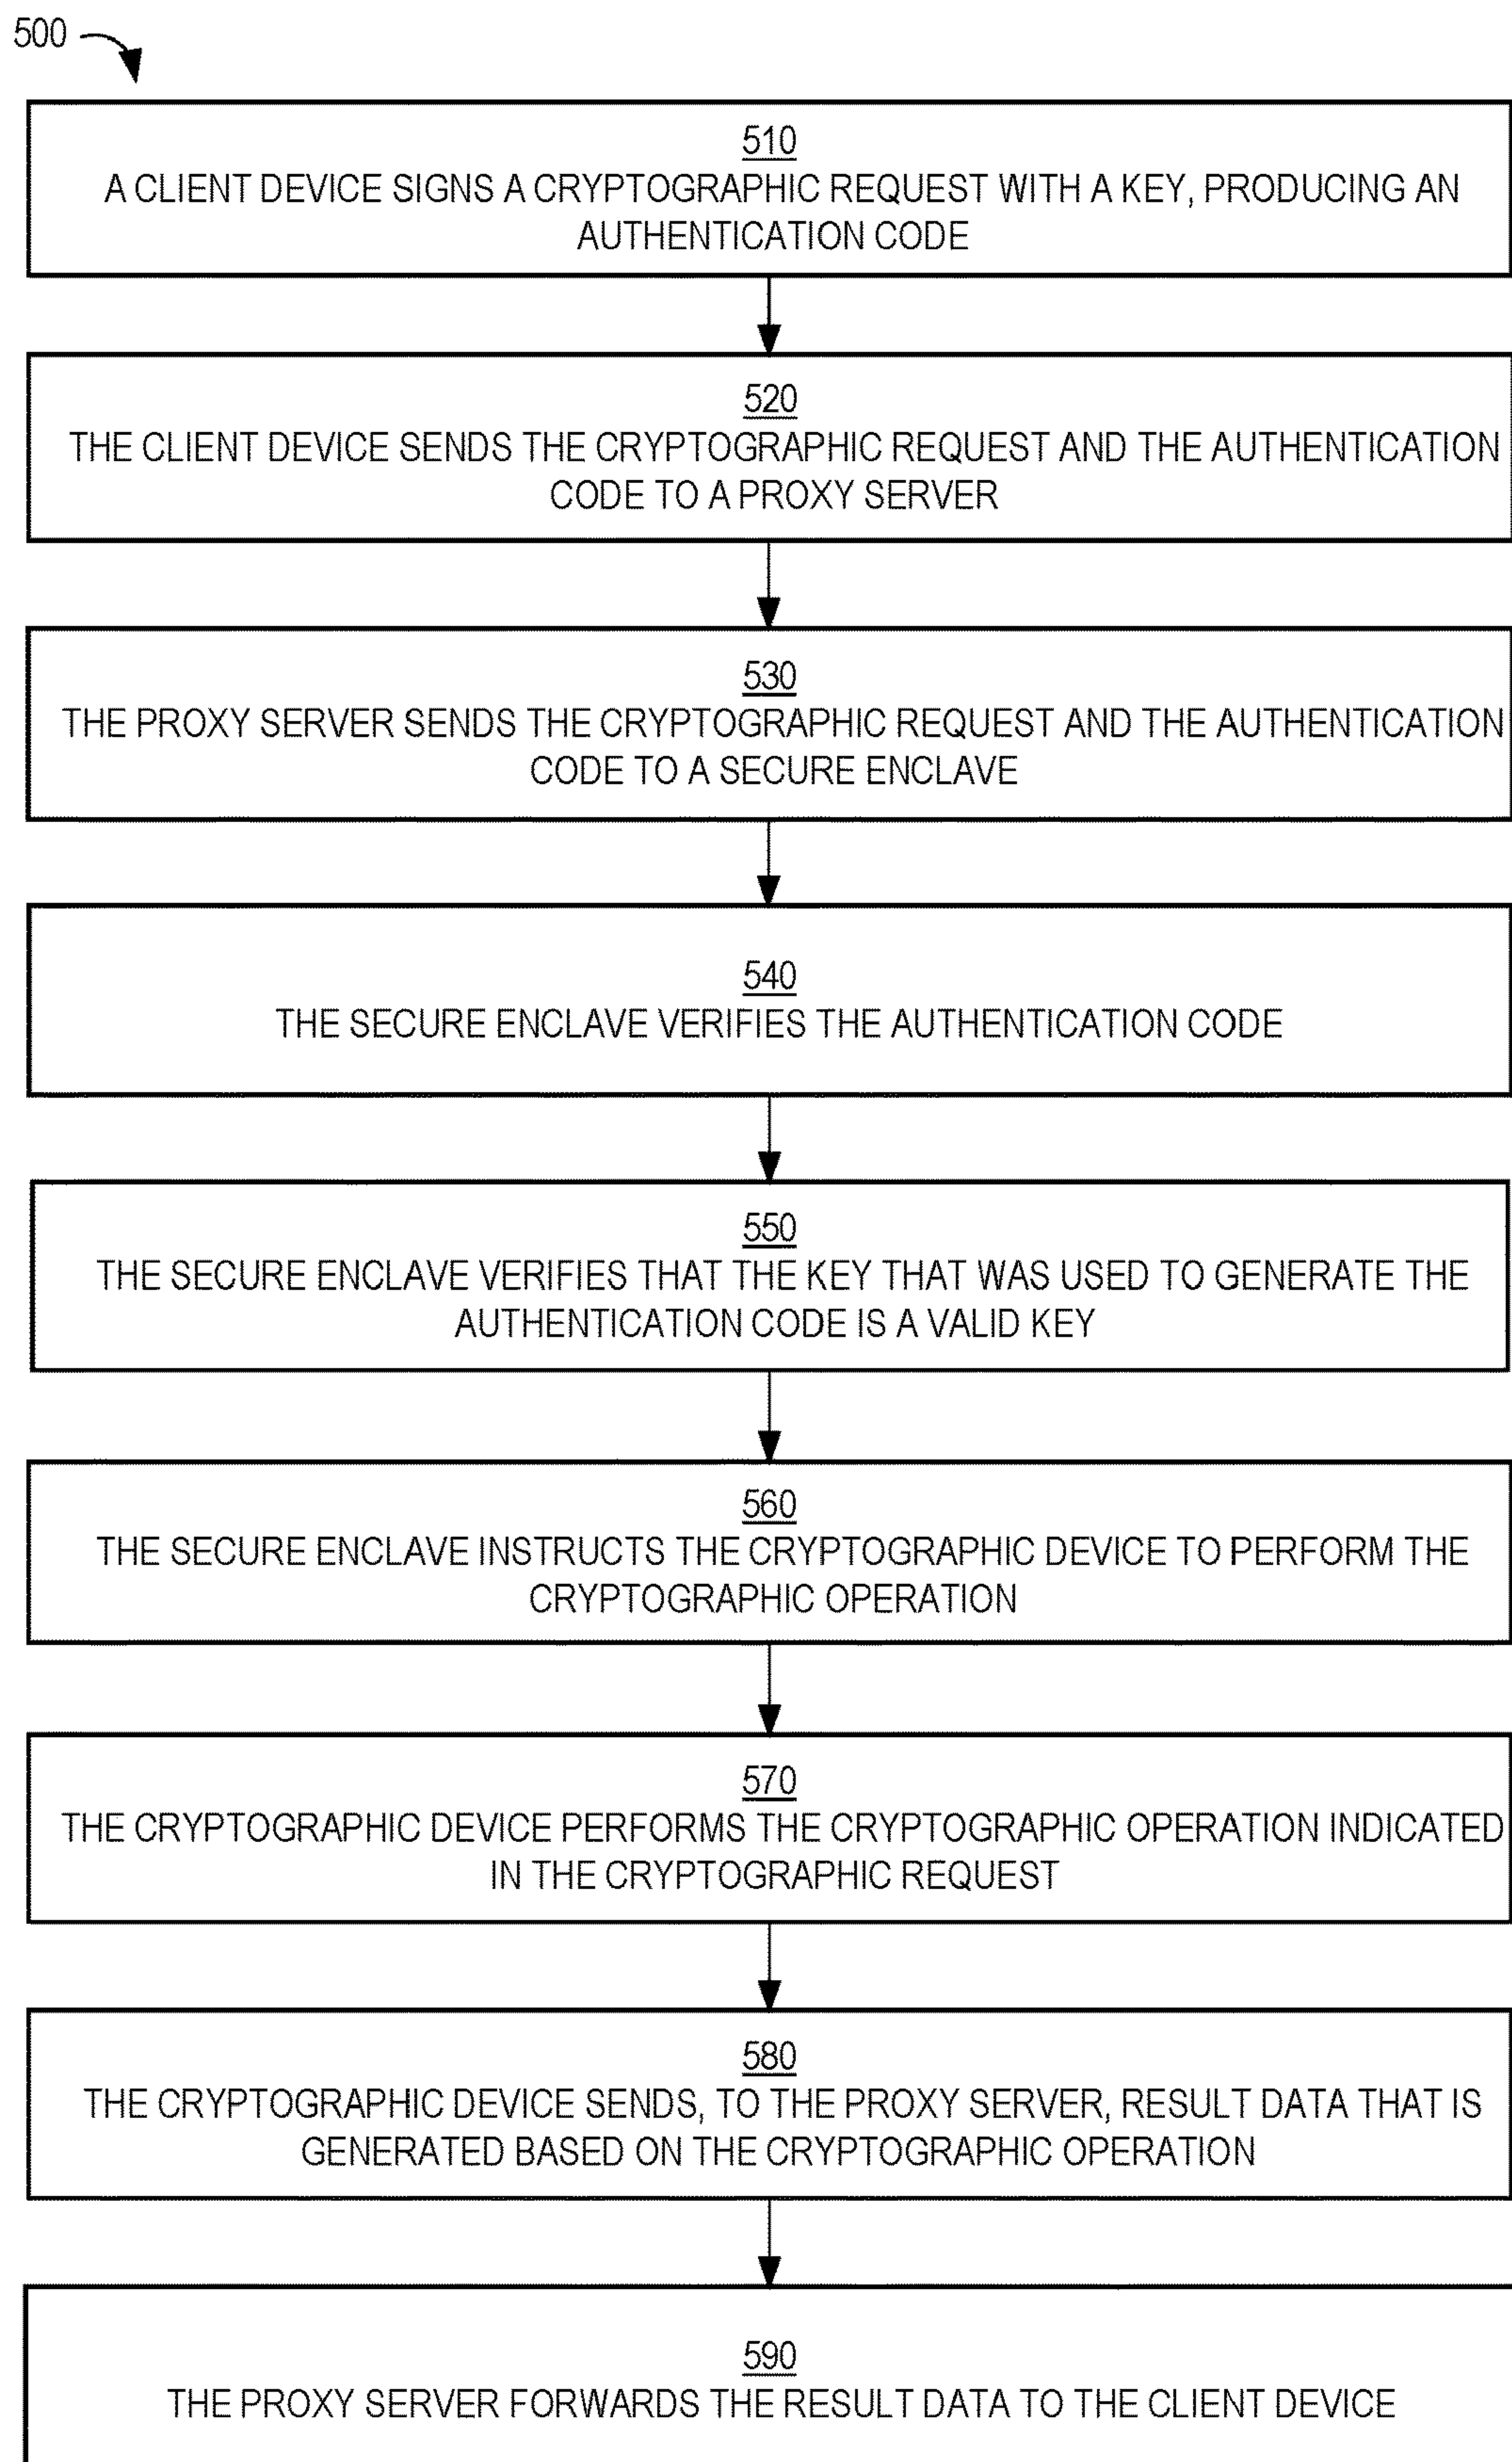 500
510
A CLIENT DEVICE SIGNS A CRYPTOGRAPHIC REQUEST WITH A KEY, PRODUCING AN
AUTHENTICATION CODE
520
THE CLIENT DEVICE SENDS THE CRYPTOGRAPHIC REQUEST AND THE AUTHENTICATION
CODE TO A PROXY SERVER
530
THE PROXY SERVER SENDS THE CRYPTOGRAPHIC REQUEST AND THE AUTHENTICATION
CODE TO A SECURE ENCLAVE
540
THE SECURE ENCLAVE VERIFIES THE AUTHENTICATION CODE
550
THE SECURE ENCLAVE VERIFIES THAT THE KEY THAT WAS USED TO GENERATE THE
AUTHENTICATION CODE IS A VALID KEY
560
THE SECURE ENCLAVE INSTRUCTS THE CRYPTOGRAPHIC DEVICE TO PERFORM THE
CRYPTOGRAPHIC OPERATION
570
THE CRYPTOGRAPHIC DEVICE PERFORMS THE CRYPTOGRAPHIC OPERATION INDICATED
IN THE CRYPTOGRAPHIC REQUEST
580
THE CRYPTOGRAPHIC DEVICE SENDS, TO THE PROXY SERVER, RESULT DATA THAT IS
GENERATED BASED ON THE CRYPTOGRAPHIC OPERATION
590
THE PROXY SERVER FORWARDS THE RESULT DATA TO THE CLIENT DEVICE